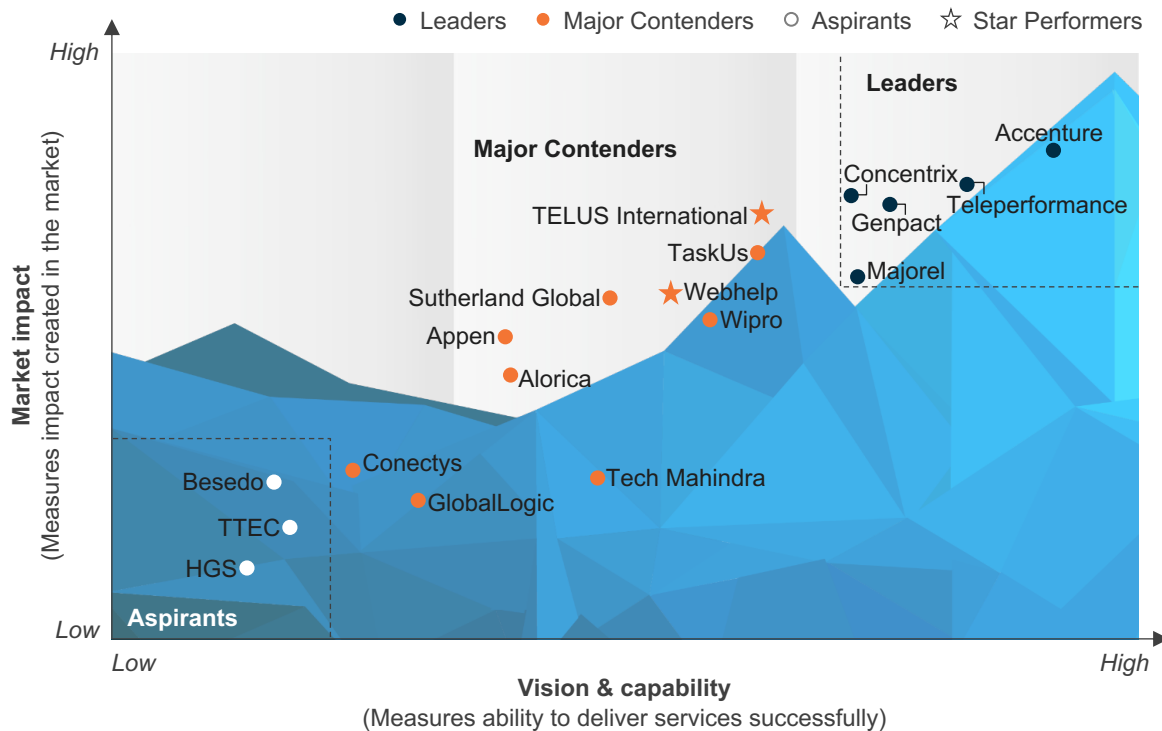 Leaders
Major Contenders
Aspirants
Star Performers
High
Leaders
Accenture
Major Contenders
Concentrix
Teleperformance
TELUS International
Genpact
TaskUs
Majorel
Sutherland Global
Webhelp
Wipro
Appen
Alorica
Conectys
Tech Mahindra
Besedo
GlobalLogic
TTEC
HGS
Aspirants
Low
Market impact
(Measures impact created in the market)
Low
High
Vision & capability
(Measures ability to deliver services successfully)